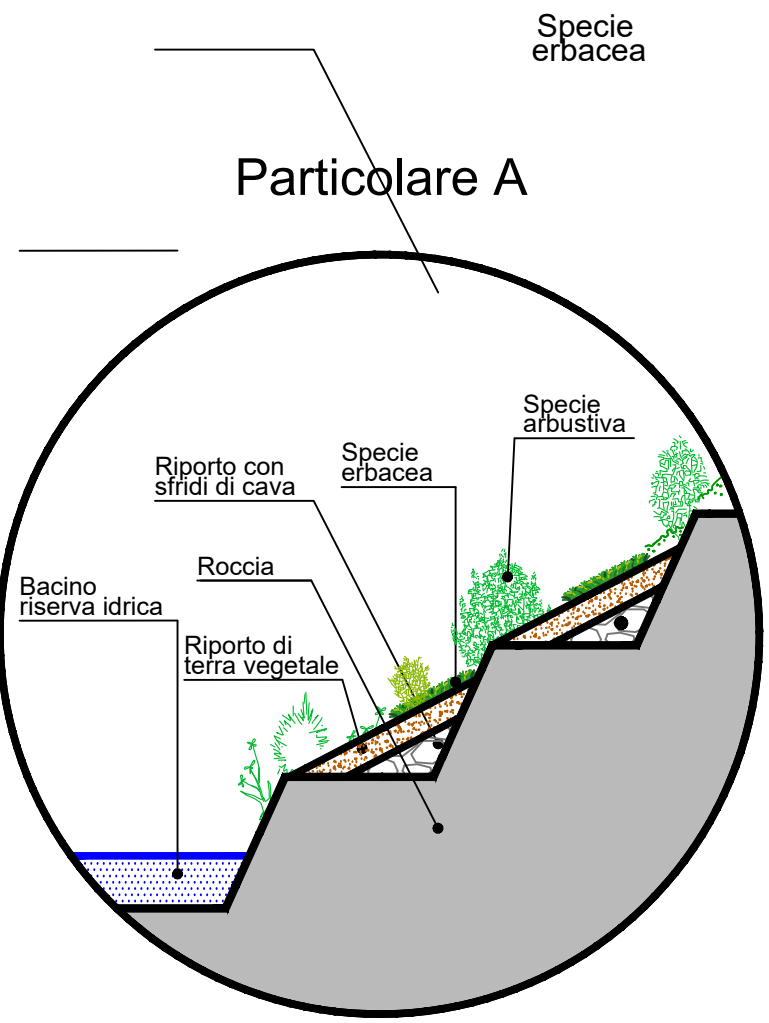 Specie
erbacea
Particolare A
Specie
arbustiva
Specie
erbacea
Riporto con
sfridi di cava
Roccia
Bacino
riserva idrica
Riporto di
terra vegetale